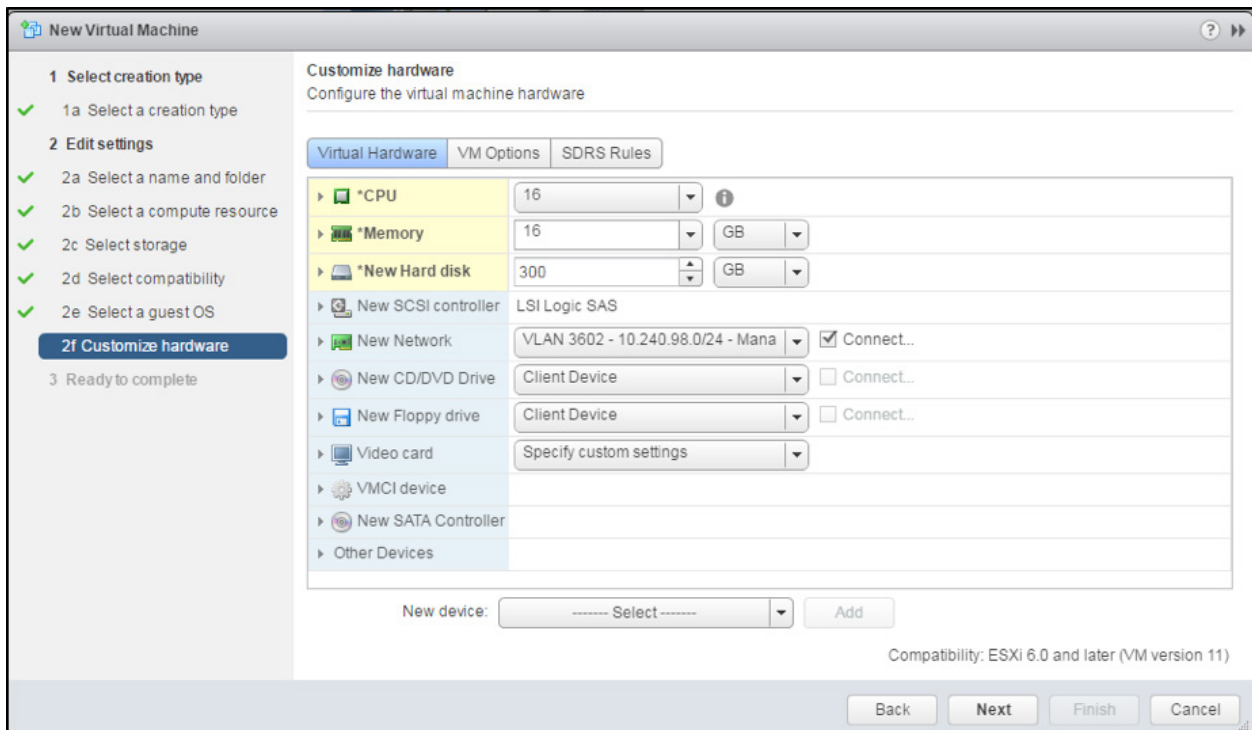 New Virtual Machine
?
1 Select creation type
1a Select a creation type
2 Edit settings
2a Select a name and folder
2b Select a compute resource
2c Select storage
2d Select compatibility
2e Select a guest OS
2f Customize hardware
3 Ready to complete
Customize hardware
Configure the virtual machine hardware
Virtual Hardware VM Options SDRS Rules
*CPU 16
*Memory 16 GB
*New Hard disk 300 GB
New SCSI controller LSI Logic SAS
New Network VLAN 3602 - 10.240.98.0/24 - Mana Connect...
New CD/DVD Drive Client Device Connect...
New Floppy drive Client Device Connect...
Video card Specify custom settings
VMCI device
New SATA Controller
Other Devices
New device: ------- Select ------- Add
Compatibility: ESXi 6.0 and later (VM version 11)
Back Next Finish Cancel